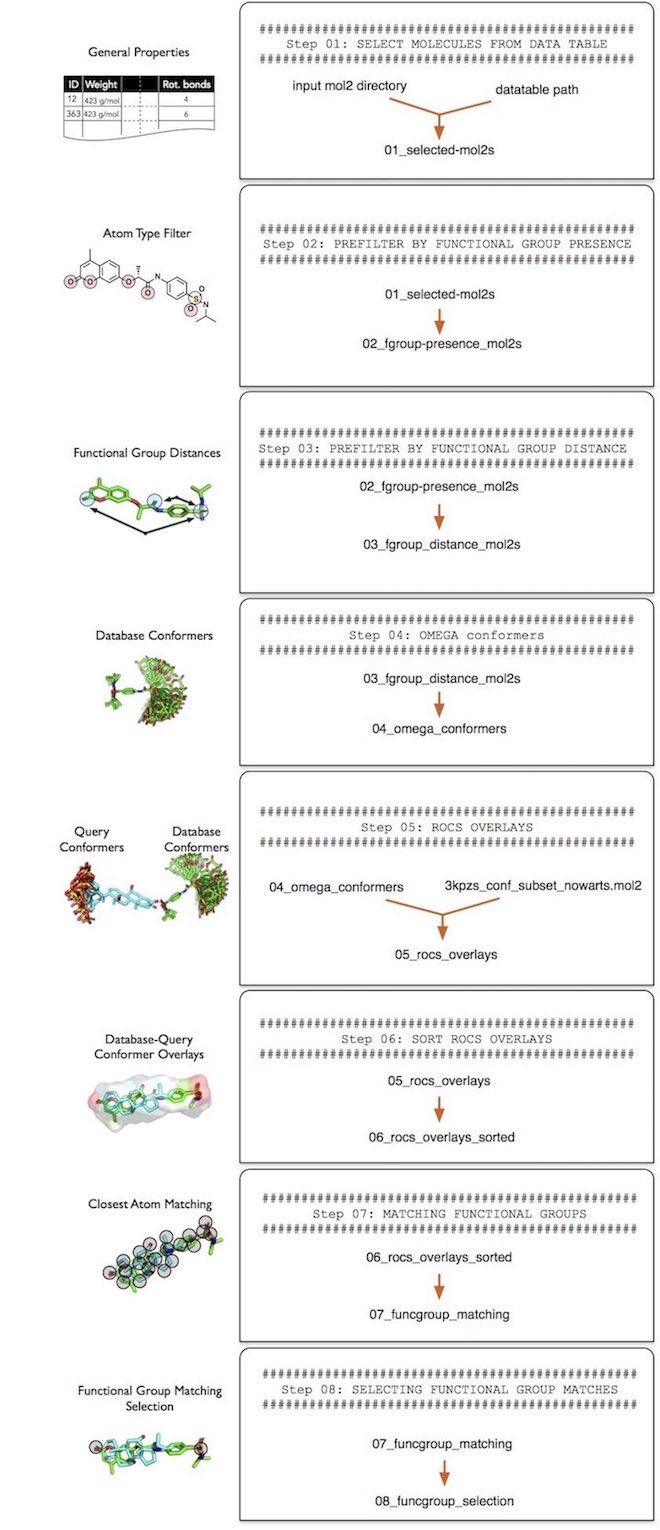 General Properties
ID Weight Rot. bonds
12 423 g/mol 4
363 423 g/mol 6
################################################
Step 01: SELECT MOLECULES FROM DATA TABLE
################################################
input mol2 directory
datatable path
01_selected-mol2s
Atom Type Filter
O O O O N S O O N
################################################
Step 02: PREFILTER BY FUNCTIONAL GROUP PRESENCE
################################################
01_selected-mol2s
02_fgroup-presence_mol2s
Functional Group Distances
################################################
Step 03: PREFILTER BY FUNCTIONAL GROUP DISTANCE
################################################
02_fgroup-presence_mol2s
03_fgroup_distance_mol2s
Database Conformers
################################################
Step 04: OMEGA conformers
################################################
03_fgroup_distance_mol2s
04_omega_conformers
Query
Conformers
Database
Conformers
################################################
Step 05: ROCS OVERLAYS
################################################
04_omega_conformers
3kpzs_conf_subset_nowarts.mol2
05_rocs_overlays
Database-Query
Conformer Overlays
################################################
Step 06: SORT ROCS OVERLAYS
################################################
05_rocs_overlays
06_rocs_overlays_sorted
Closest Atom Matching
################################################
Step 07: MATCHING FUNCTIONAL GROUPS
################################################
06_rocs_overlays_sorted
07_funcgroup_matching
Functional Group Matching
Selection
################################################
Step 08: SELECTING FUNCTIONAL GROUP MATCHES
################################################
07_funcgroup_matching
08_funcgroup_selection